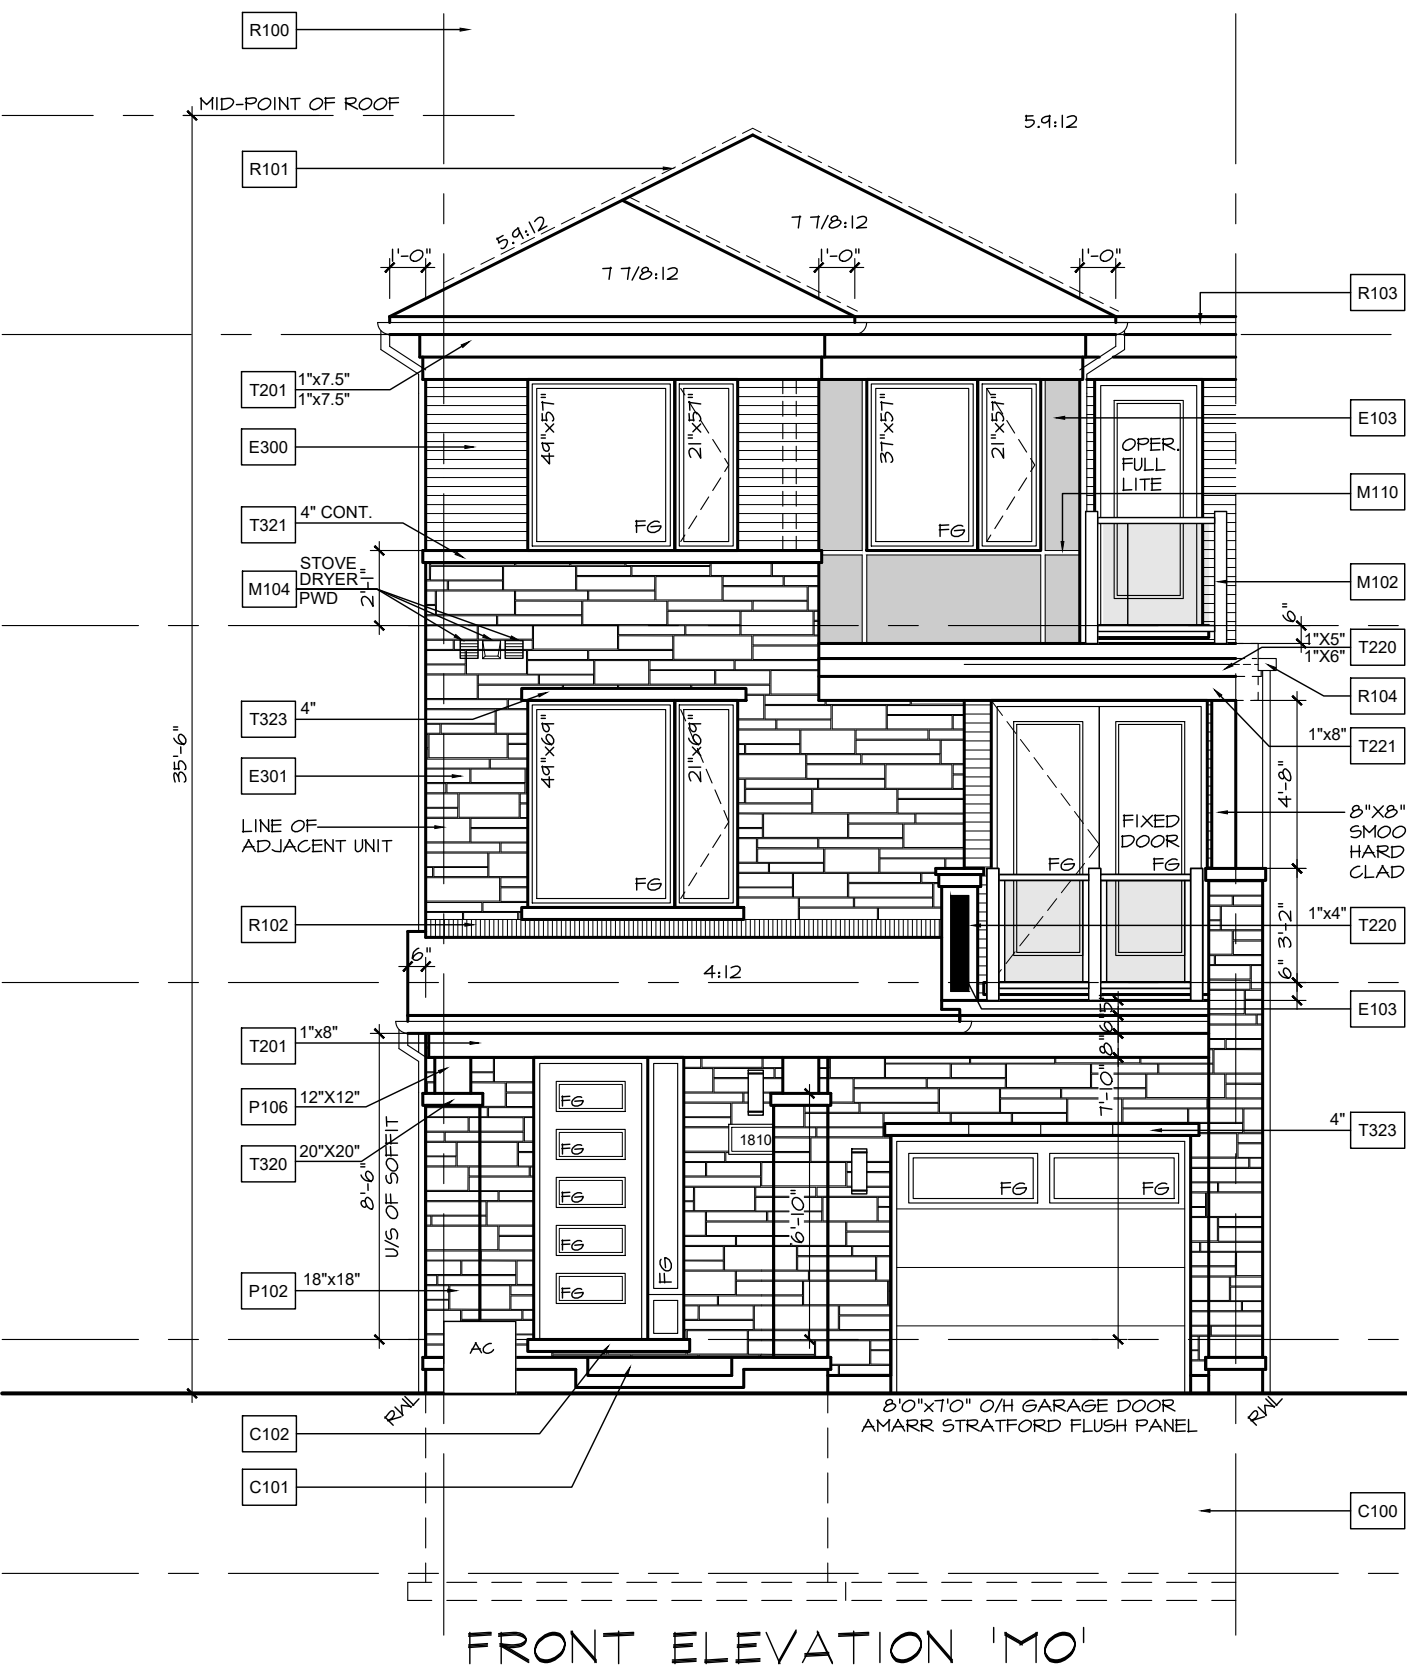 R100
MID-POINT OF ROOF
5.9:12
R101
5.9:12
7 7/8:12
1'-0"
7 7/8:12
1'-0"
1'-0"
R103
T201 1"x7.5"
1"x7.5"
49"x57"
21"x57"
37"x57"
21"x57"
E103
E300
OPER.
FULL
LITE
FG
FG
M110
T321 4" CONT.
2'-1"
M104 STOVE
DRYER
PWD
M102
6"
1"X5"
1"X6"
T220
R104
T323 4"
49"x69"
21"x69"
1"x8" T221
35'-6"
E301
4'-8"
LINE OF
ADJACENT UNIT
FIXED
DOOR
8"X8"
SMOO
HARD
CLAD
FG
FG
FG
R102
1"x4" T220
3'-2"
6"
6"
4:12
E103
T201 1"x8"
5"
6"
8"
P106 12"X12"
FG
7'-10"
T320 20"X20"
8'-6"
U/S OF SOFFIT
FG
1810
4" T323
FG
FG
FG
6'-10"
FG
FG
P102 18"x18"
FG
AC
RWL
8'0"x7'0" O/H GARAGE DOOR
AMARR STRATFORD FLUSH PANEL
RWL
C102
C101
C100
FRONT ELEVATION 'MO'